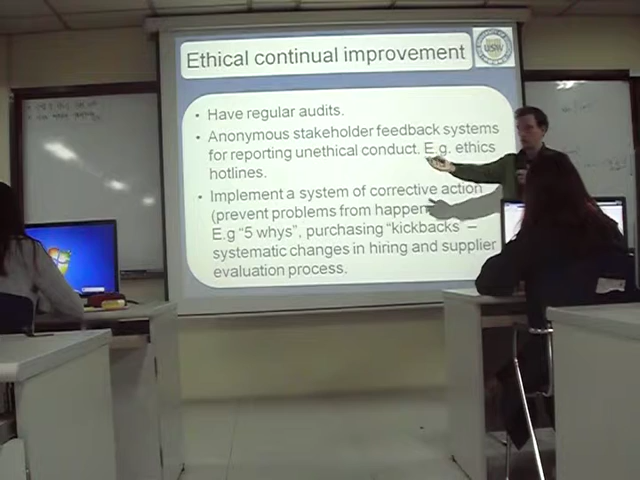 Ethical continual improvement
USW
• Have regular audits.
• Anonymous stakeholder feedback systems
for reporting unethical conduct. E.g. ethics
hotlines.
• Implement a system of corrective action
(prevent problems from happen
E.g "5 whys", purchasing "kickbacks –
systematic changes in hiring and supplier
evaluation process.